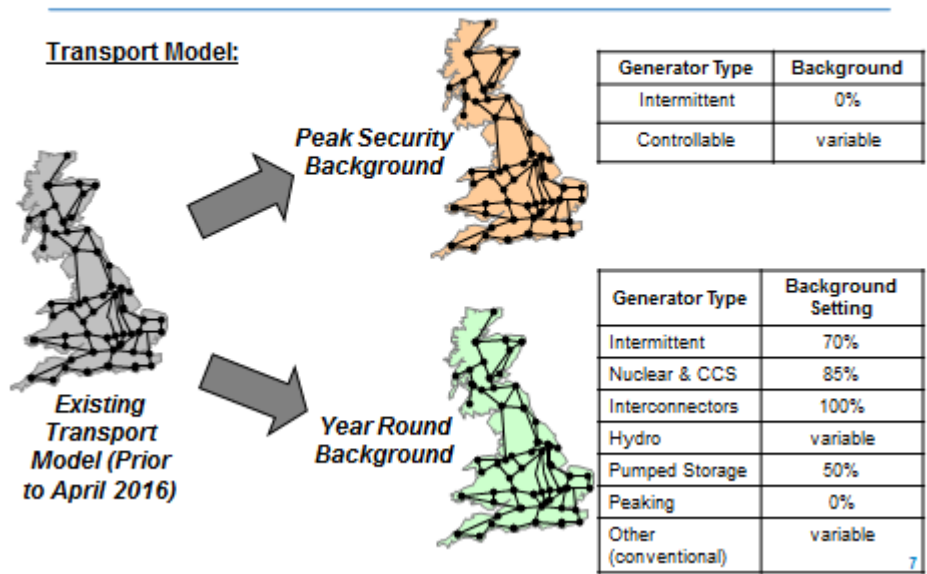 Transport Model:
Peak Security
Background
Generator Type Background
Intermittent 0%
Controllable variable
Existing
Transport
Model (Prior
to April 2016)
Year Round
Background
Generator Type Background
Setting
Intermittent 70%
Nuclear & CCS 85%
Interconnectors 100%
Hydro variable
Pumped Storage 50%
Peaking 0%
Other
(conventional) variable
7